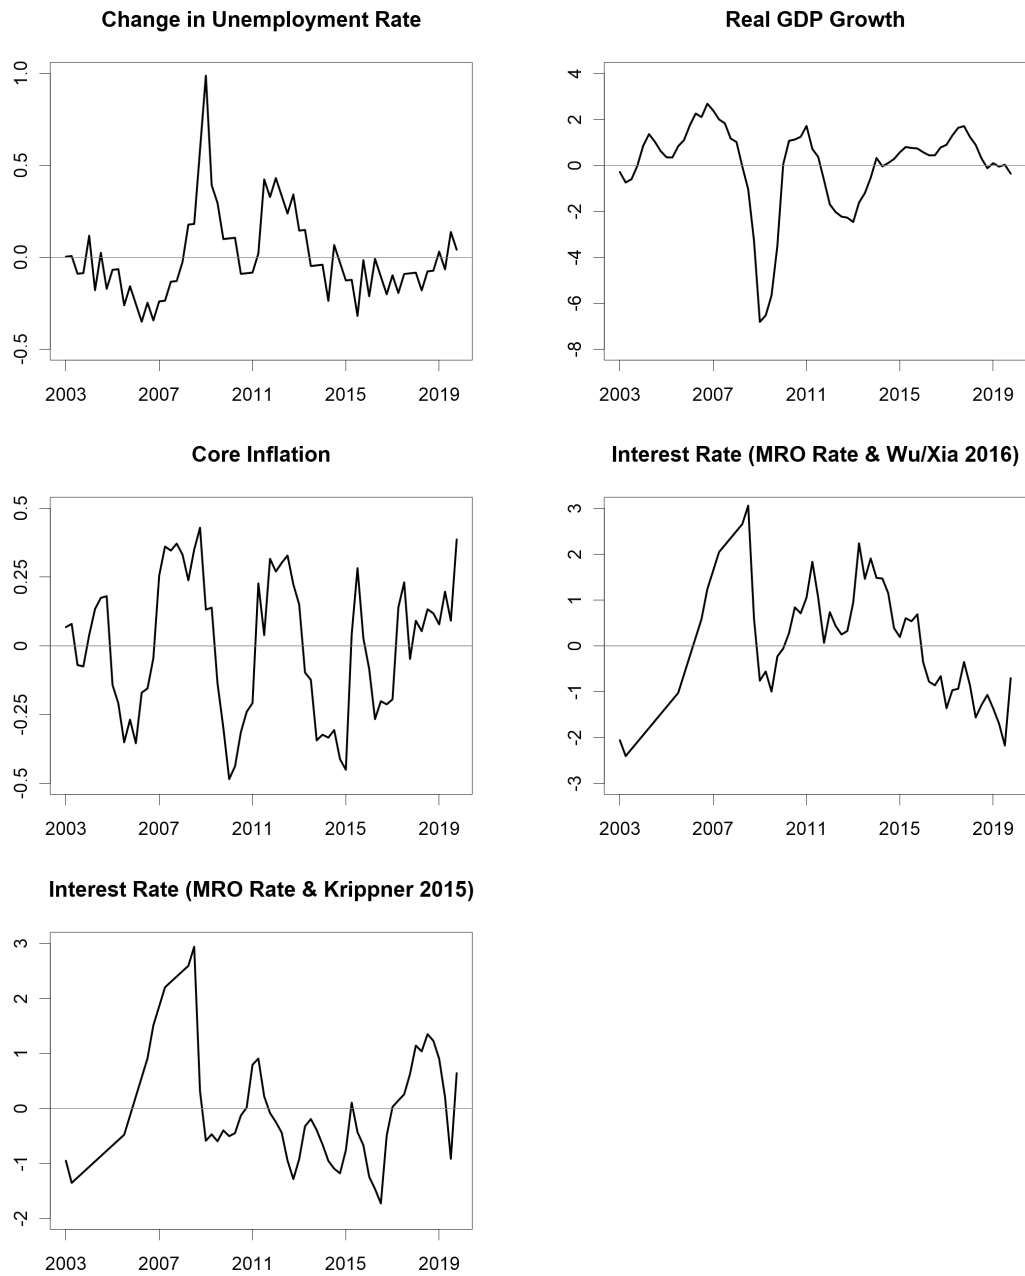 Change in Unemployment Rate
1.0
0.5
0.0
-0.5
2003 2007 2011 2015 2019
Real GDP Growth
4
2
0
-2
-4
-6
-8
2003 2007 2011 2015 2019
Core Inflation
0.5
0.25
0
-0.25
-0.5
2003 2007 2011 2015 2019
Interest Rate (MRO Rate & Wu/Xia 2016)
3
2
1
0
-1
-2
-3
2003 2007 2011 2015 2019
Interest Rate (MRO Rate & Krippner 2015)
3
2
1
0
-1
-2
2003 2007 2011 2015 2019